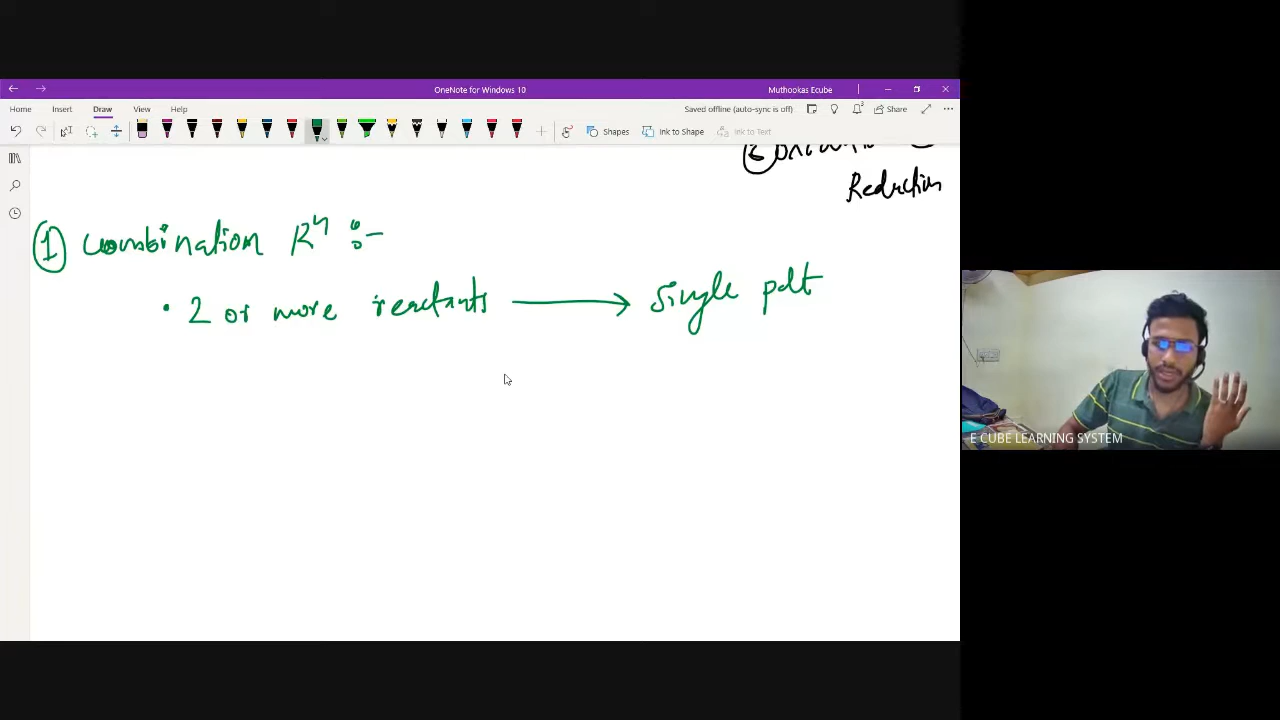 OneNote for Windows 10
Muthookas Ecube
Home Insert Draw View Help
Saved offline (auto-sync is off)
Share
Shapes
Ink to Shape
Ink to Text
Reduction
1 Combination Rxn :-
• 2 or more reactants → single pdt
E CUBE LEARNING SYSTEM